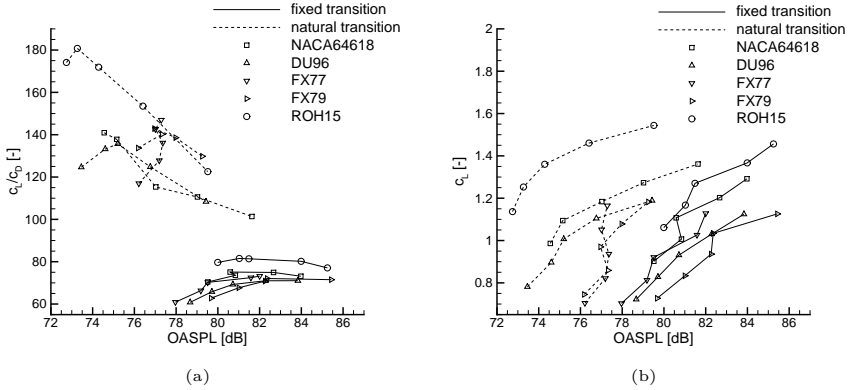 fixed transition
natural transition
NACA64618
DU96
FX77
FX79
ROH15
180
160
140
120
100
80
60
c_L/c_D [-]
72 74 76 78 80 82 84 86
OASPL [dB]
(a)
fixed transition
natural transition
NACA64618
DU96
FX77
FX79
ROH15
2
1.8
1.6
1.4
1.2
1
0.8
c_L [-]
72 74 76 78 80 82 84 86
OASPL [dB]
(b)